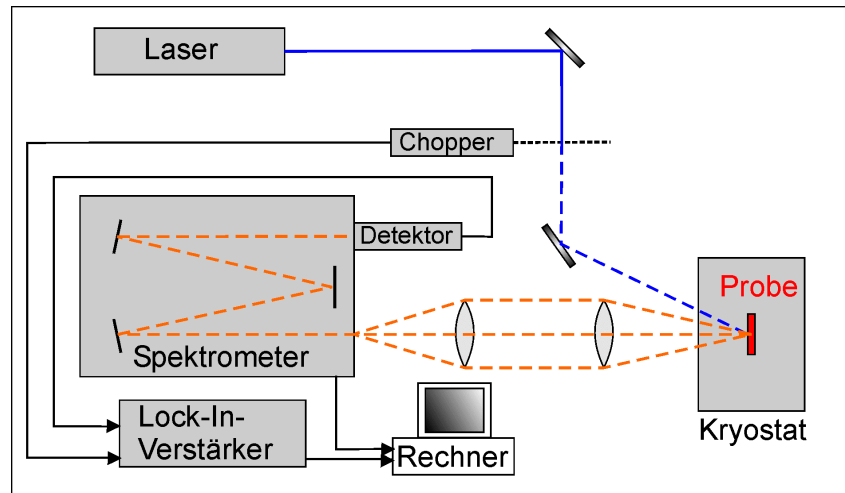 Laser
Chopper
Detektor
Probe
Spektrometer
Kryostat
Lock-In-
Verstärker
Rechner